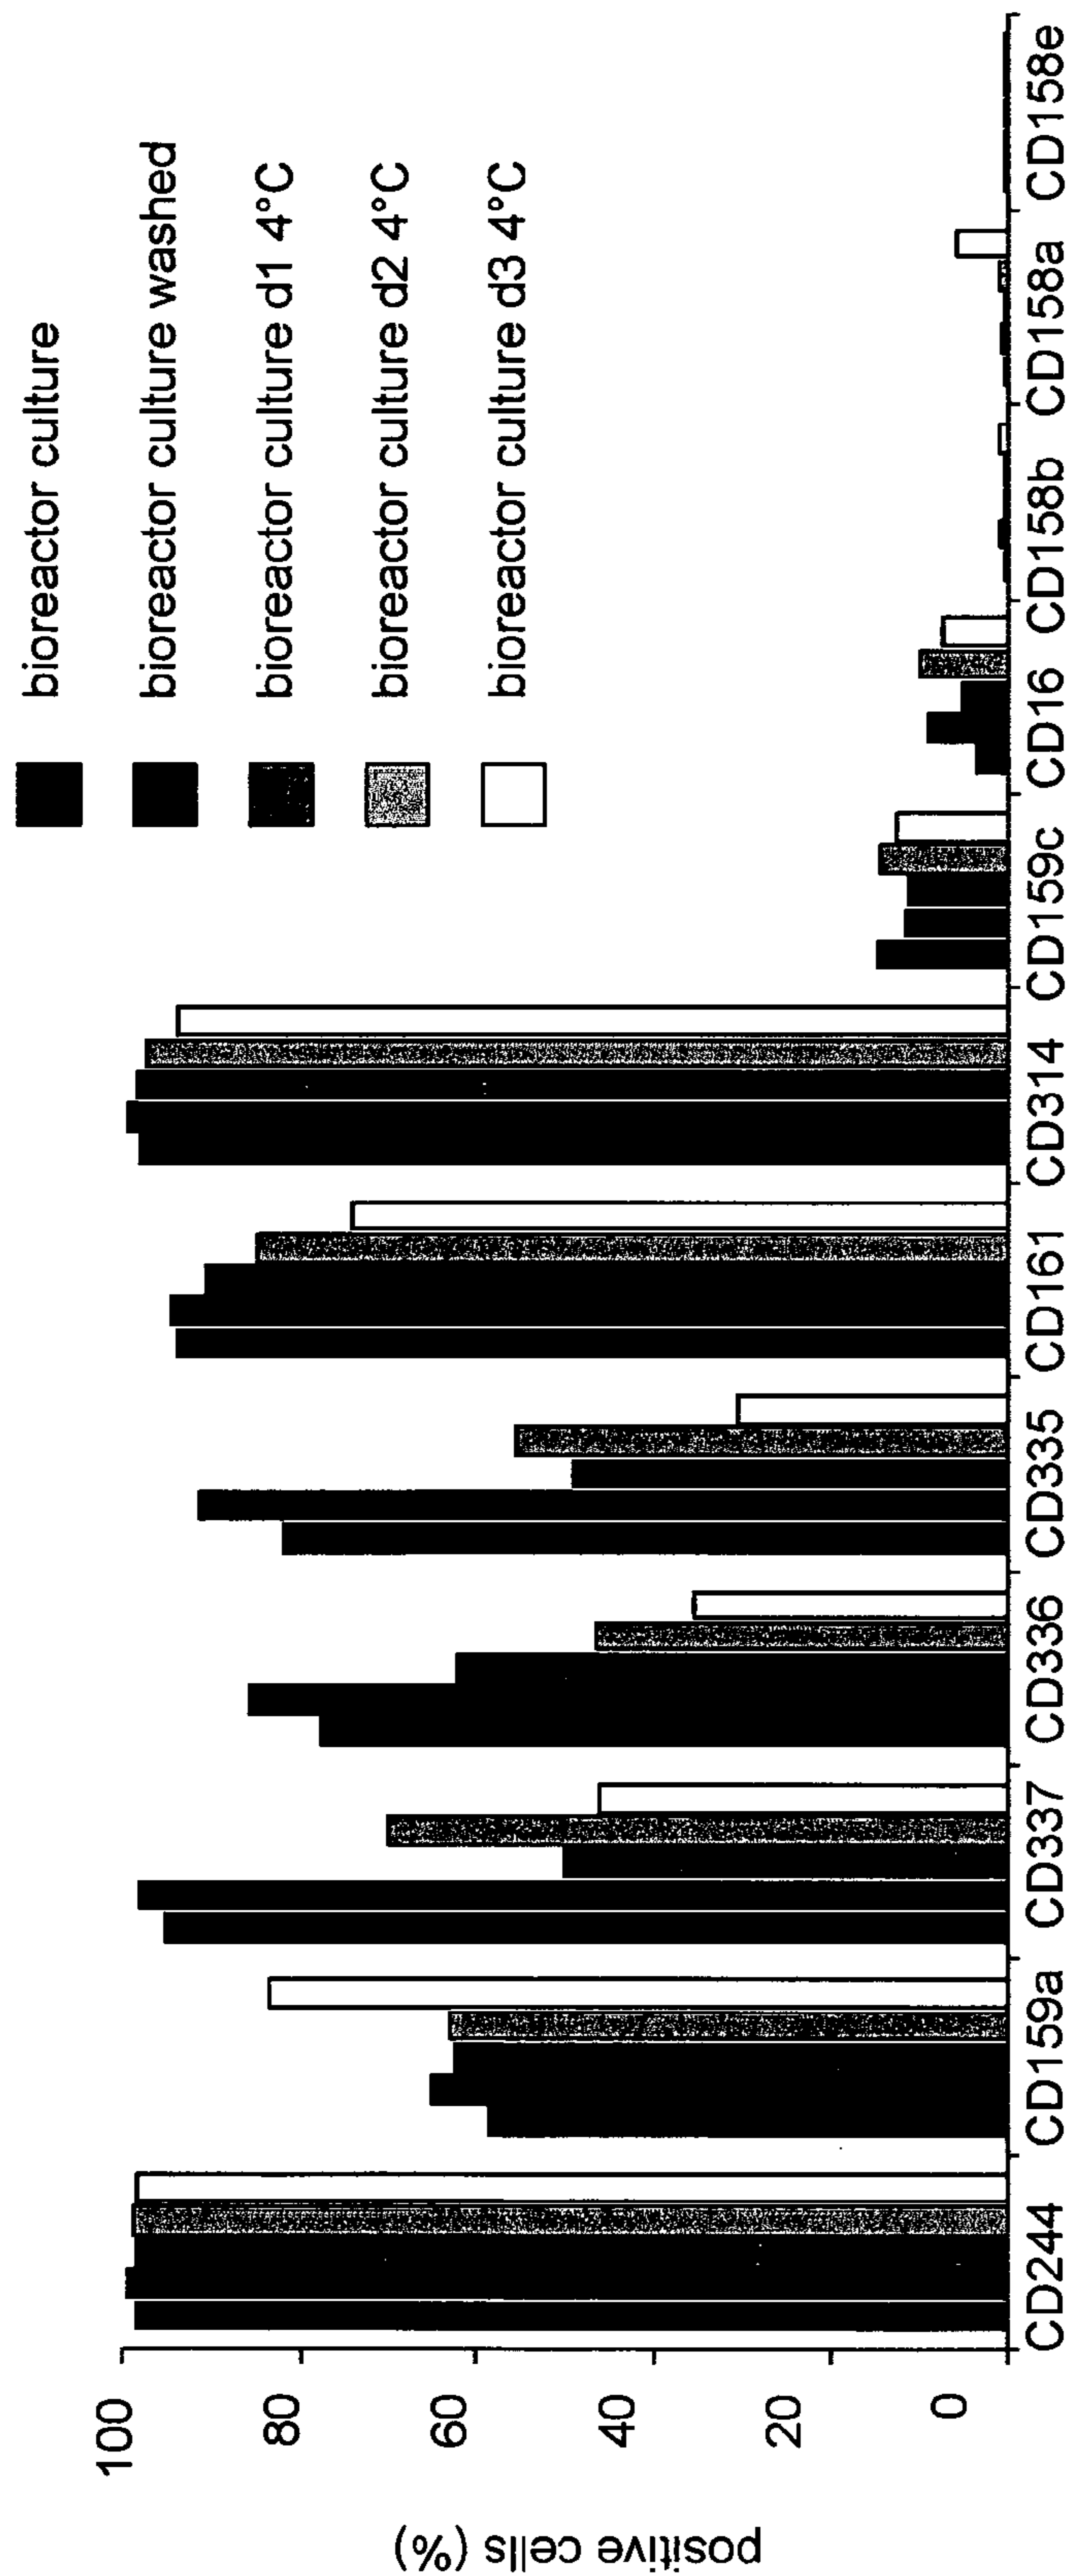 bioreactor culture
bioreactor culture washed
bioreactor culture d1 4°C
bioreactor culture d2 4°C
bioreactor culture d3 4°C
positive cells (%)
100
80
60
40
20
0
CD244
CD159a
CD337
CD336
CD335
CD161
CD314
CD159c
CD16
CD158b
CD158a
CD158e